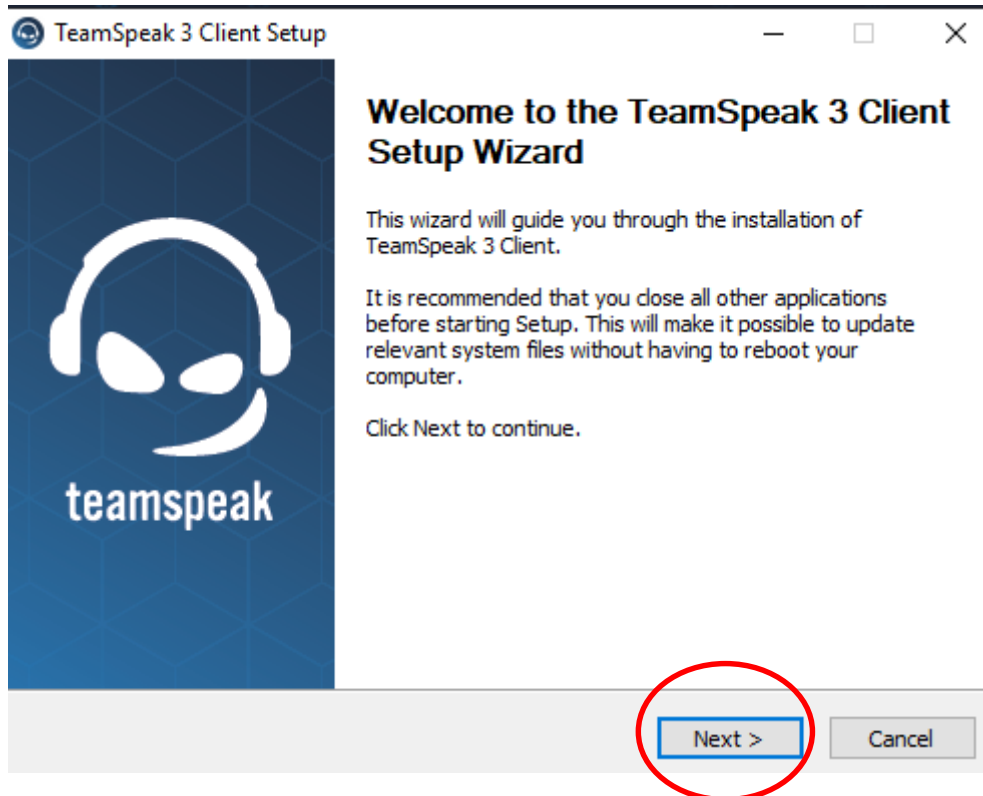 TeamSpeak 3 Client Setup
Welcome to the TeamSpeak 3 Client
Setup Wizard
This wizard will guide you through the installation of
TeamSpeak 3 Client.
It is recommended that you close all other applications
before starting Setup. This will make it possible to update
relevant system files without having to reboot your
computer.
Click Next to continue.
teamspeak
Next >
Cancel